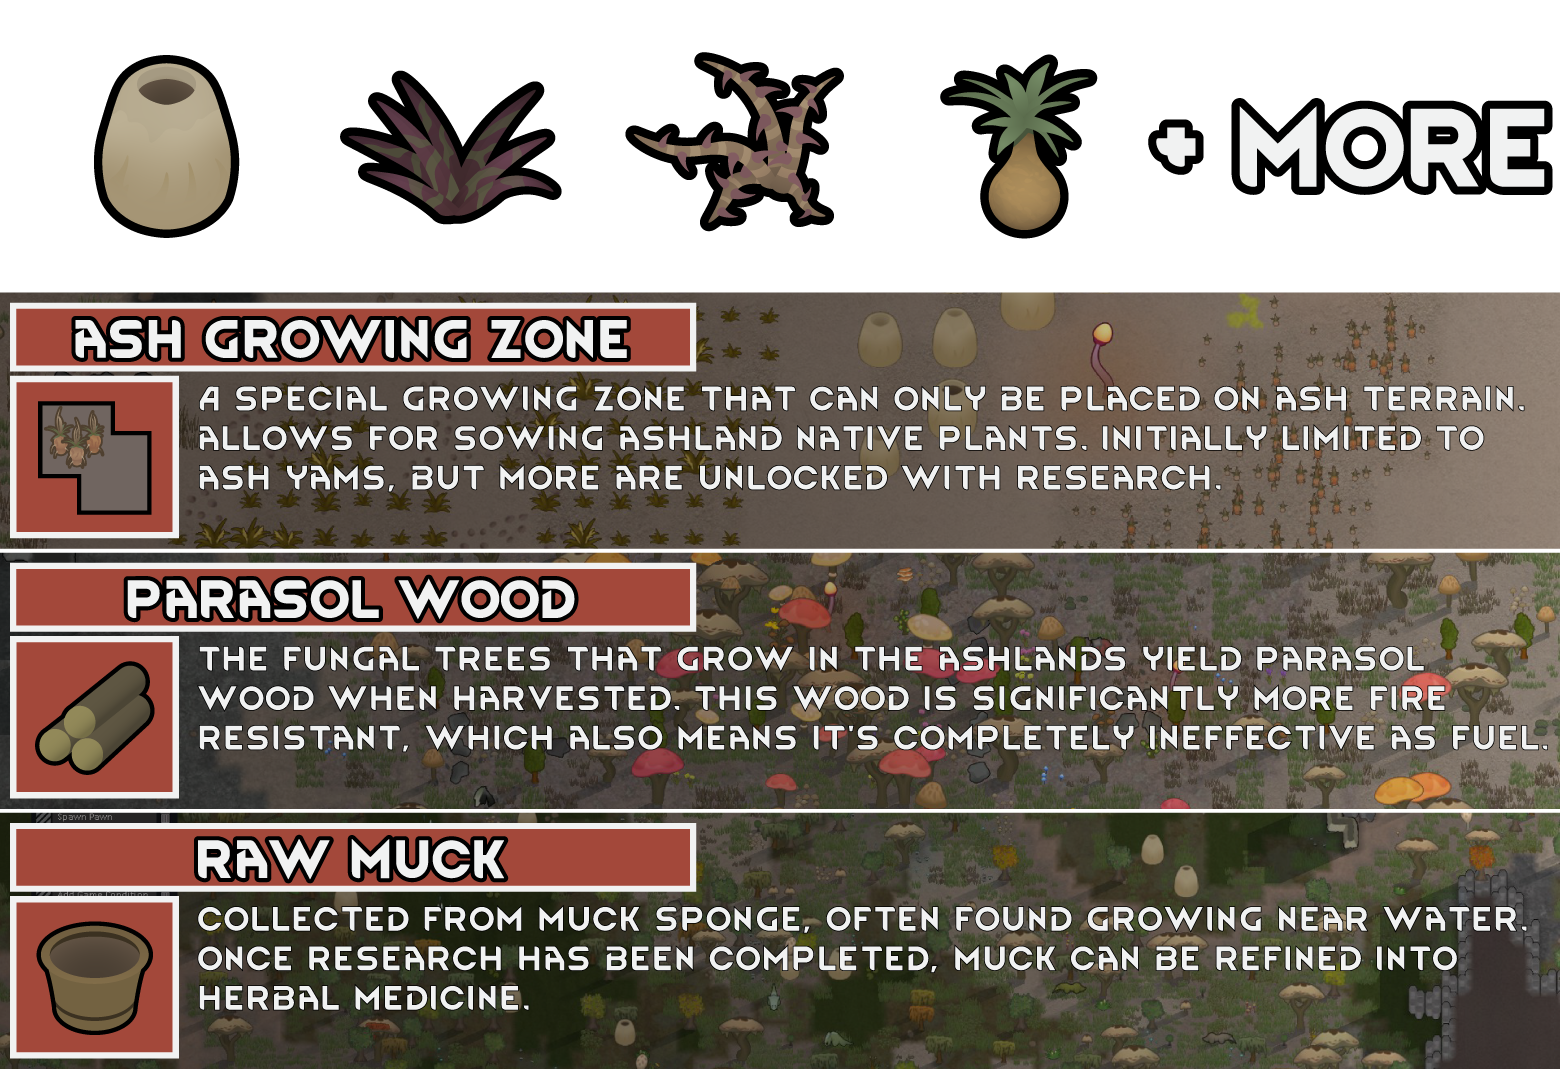 + MORE
ASH GROWING ZONE
A SPECIAL GROWING ZONE THAT CAN ONLY BE PLACED ON ASH TERRAIN.
ALLOWS FOR SOWING ASHLAND NATIVE PLANTS. INITIALLY LIMITED TO
ASH YAMS, BUT MORE ARE UNLOCKED WITH RESEARCH.
PARASOL WOOD
THE FUNGAL TREES THAT GROW IN THE ASHLANDS YIELD PARASOL
WOOD WHEN HARVESTED. THIS WOOD IS SIGNIFICANTLY MORE FIRE
RESISTANT, WHICH ALSO MEANS IT'S COMPLETELY INEFFECTIVE AS FUEL.
Spawn Pawn
RAW MUCK
Add Game Condition
COLLECTED FROM MUCK SPONGE, OFTEN FOUND GROWING NEAR WATER.
ONCE RESEARCH HAS BEEN COMPLETED, MUCK CAN BE REFINED INTO
HERBAL MEDICINE.